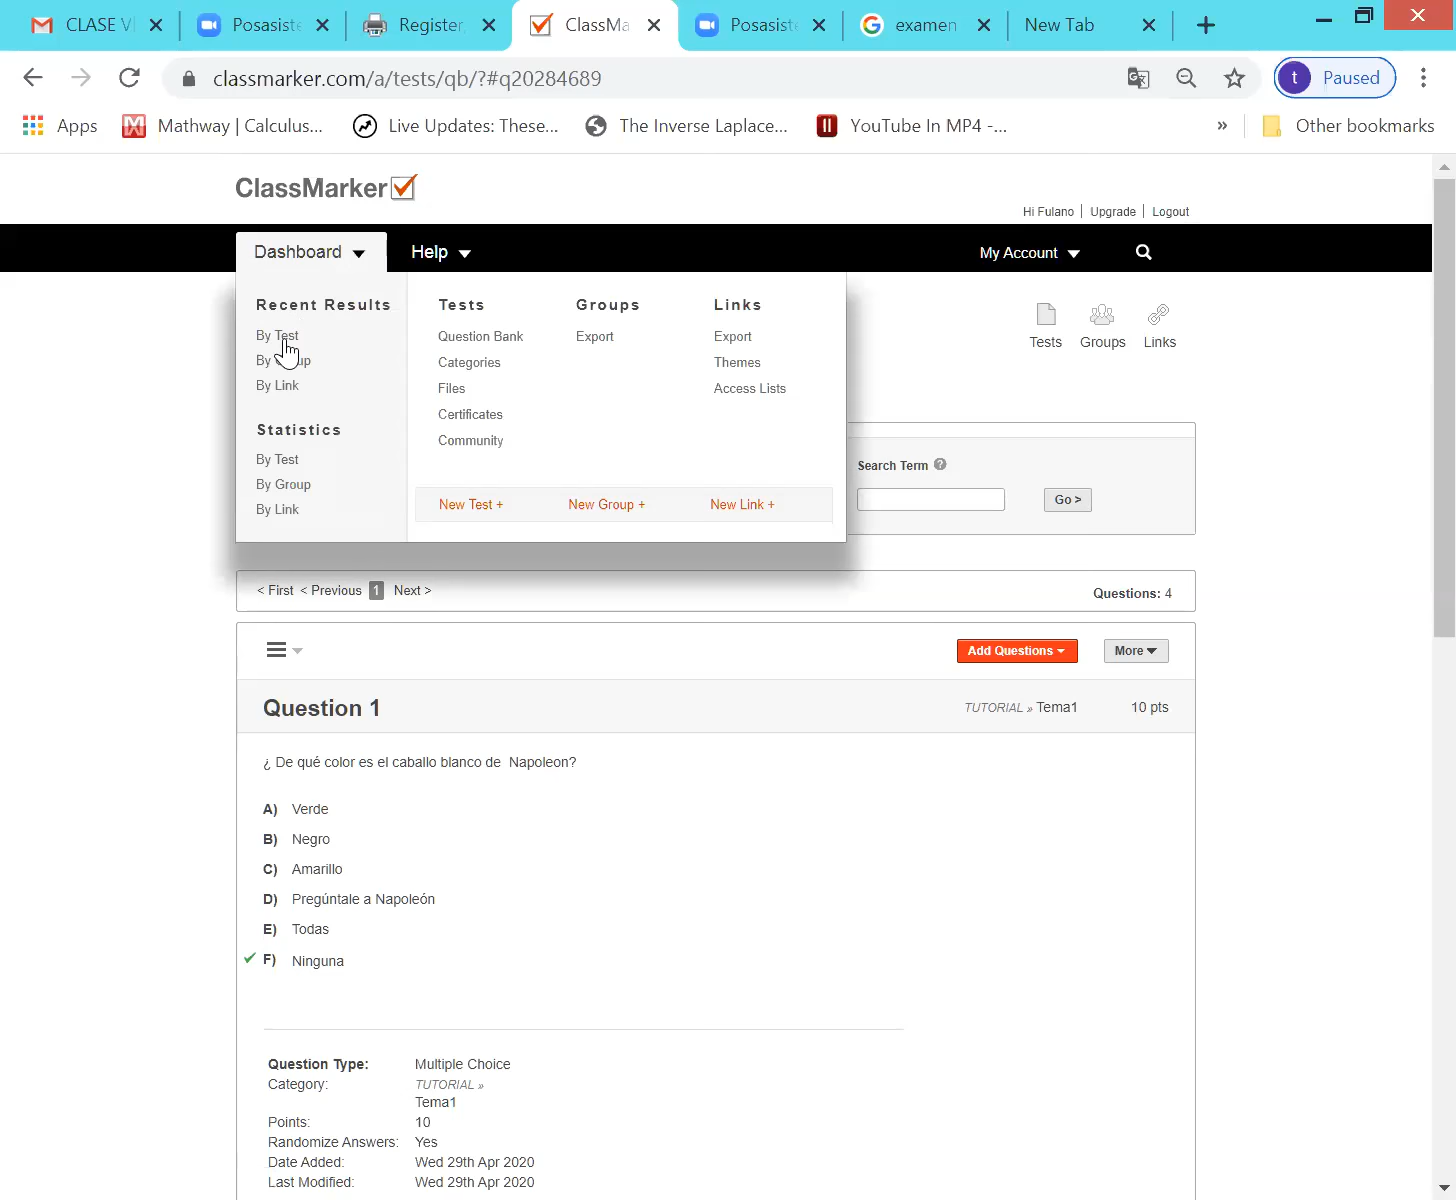 CLASE VI
Posasiste
Register,
ClassMa
Posasiste
examen
New Tab
classmarker.com/a/tests/qb/?#q20284689
t Paused
Apps
Mathway | Calculus...
Live Updates: These...
The Inverse Laplace...
YouTube In MP4 -...
»
Other bookmarks
ClassMarker
Hi Fulano | Upgrade | Logout
Dashboard
Help
My Account
Recent Results
By Test
By Link
Statistics
By Test
By Group
By Link
Tests
Question Bank
Categories
Files
Certificates
Community
Groups
Export
Links
Export
Themes
Access Lists
New Test +
New Group +
New Link +
Tests
Groups
Links
Search Term ?
Go >
< First < Previous 1 Next >
Questions: 4
Add Questions
More
Question 1
TUTORIAL » Tema1
10 pts
¿ De qué color es el caballo blanco de Napoleon?
A) Verde
B) Negro
C) Amarillo
D) Pregúntale a Napoleón
E) Todas
F) Ninguna
Question Type: Multiple Choice
Category: TUTORIAL »
Tema1
Points: 10
Randomize Answers: Yes
Date Added: Wed 29th Apr 2020
Last Modified: Wed 29th Apr 2020